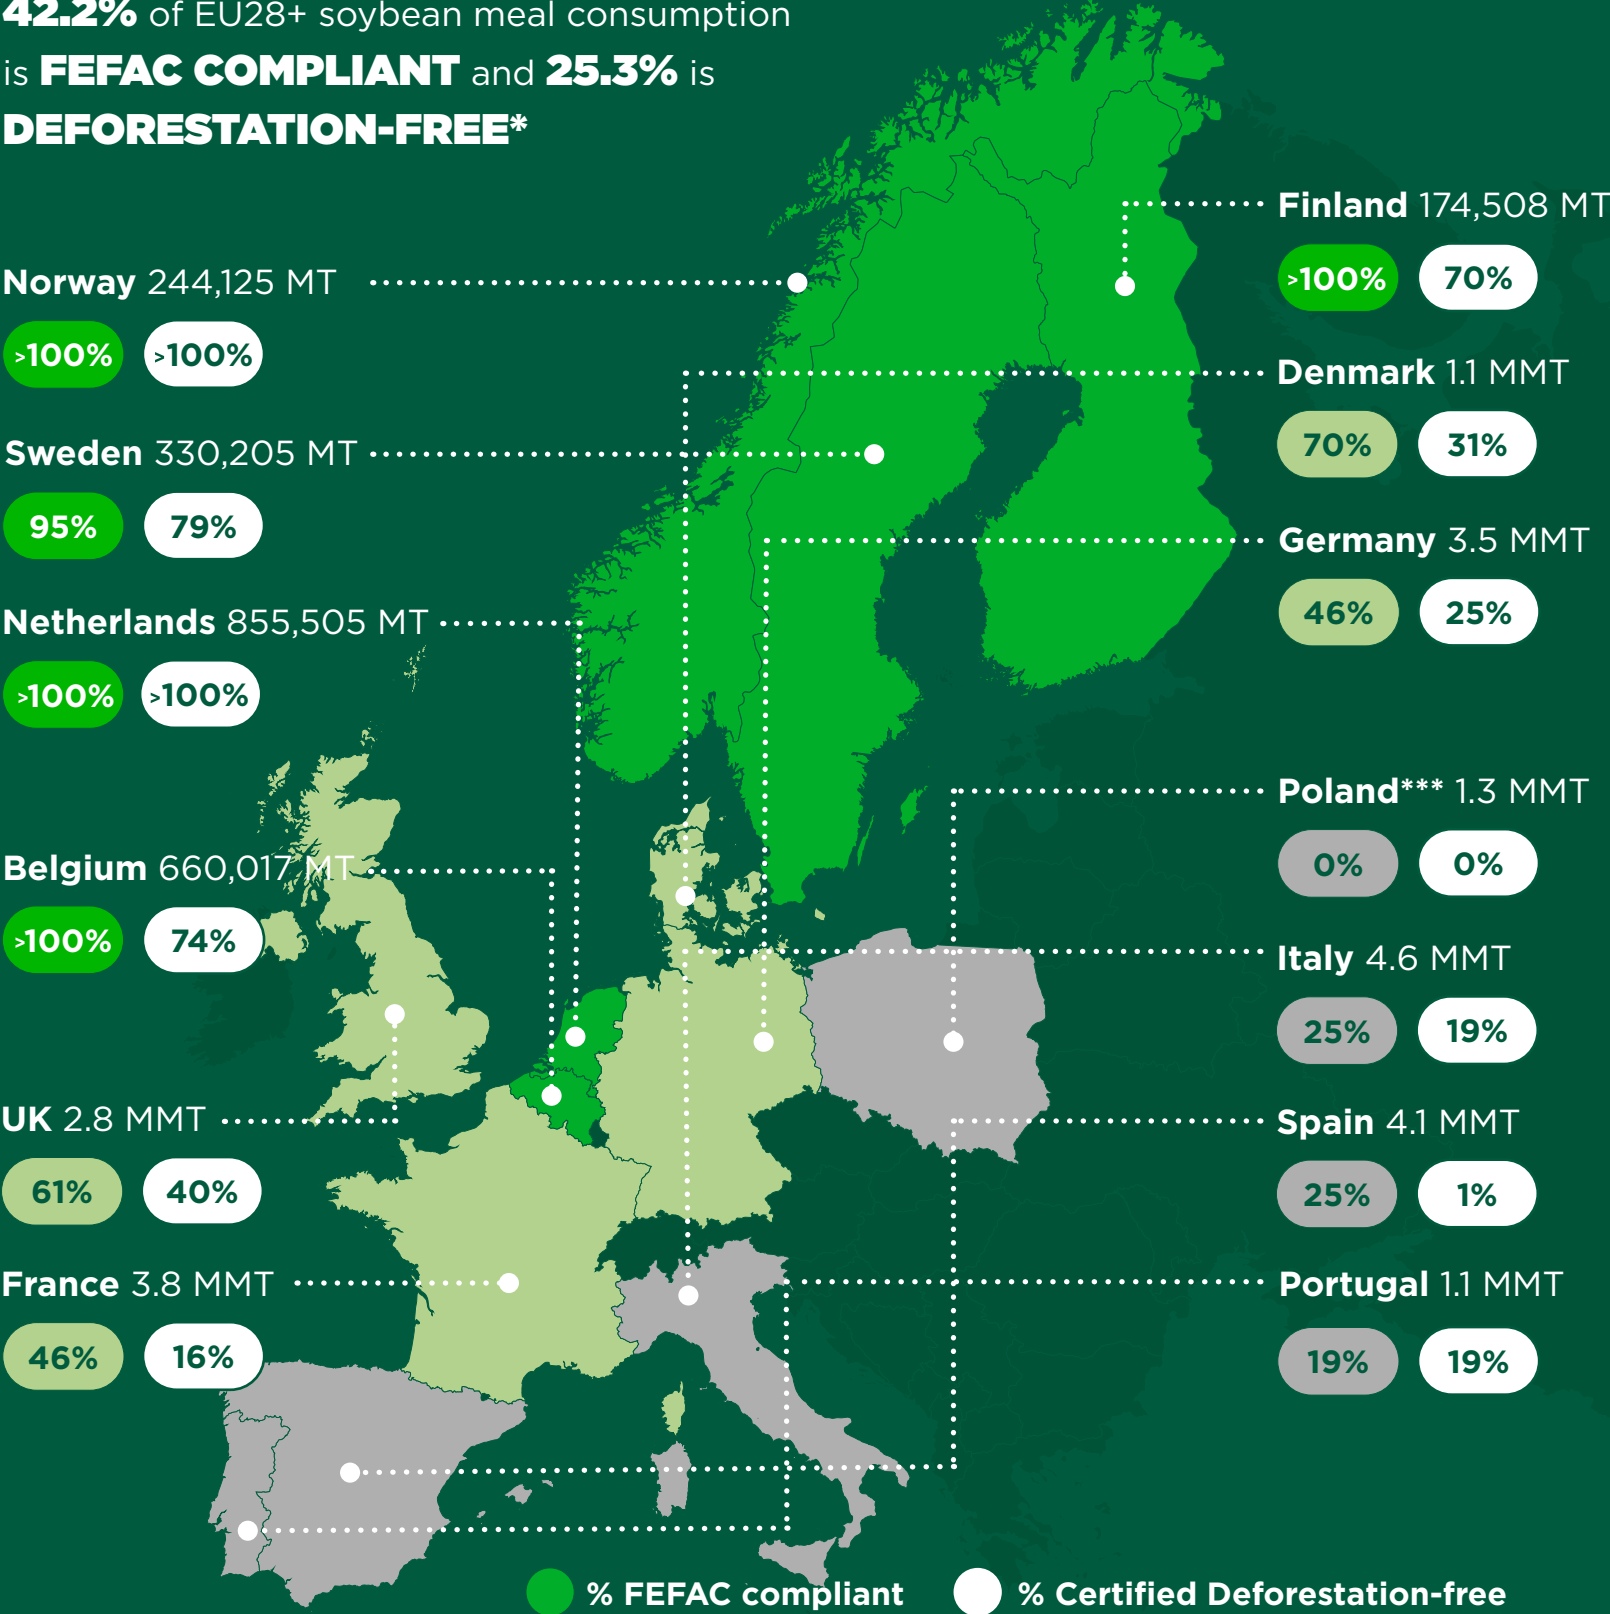 42.2% of EU28+ soybean meal consumption
is FEFAC COMPLIANT and 25.3% is
DEFORESTATION-FREE*
Norway 244,125 MT
>100% >100%
Sweden 330,205 MT
95% 79%
Netherlands 855,505 MT
>100% >100%
Belgium 660,017 MT
>100% 74%
UK 2.8 MMT
61% 40%
France 3.8 MMT
46% 16%
Finland 174,508 MT
>100% 70%
Denmark 1.1 MMT
70% 31%
Germany 3.5 MMT
46% 25%
Poland*** 1.3 MMT
0% 0%
Italy 4.6 MMT
25% 19%
Spain 4.1 MMT
25% 1%
Portugal 1.1 MMT
19% 19%
% FEFAC compliant
% Certified Deforestation-free